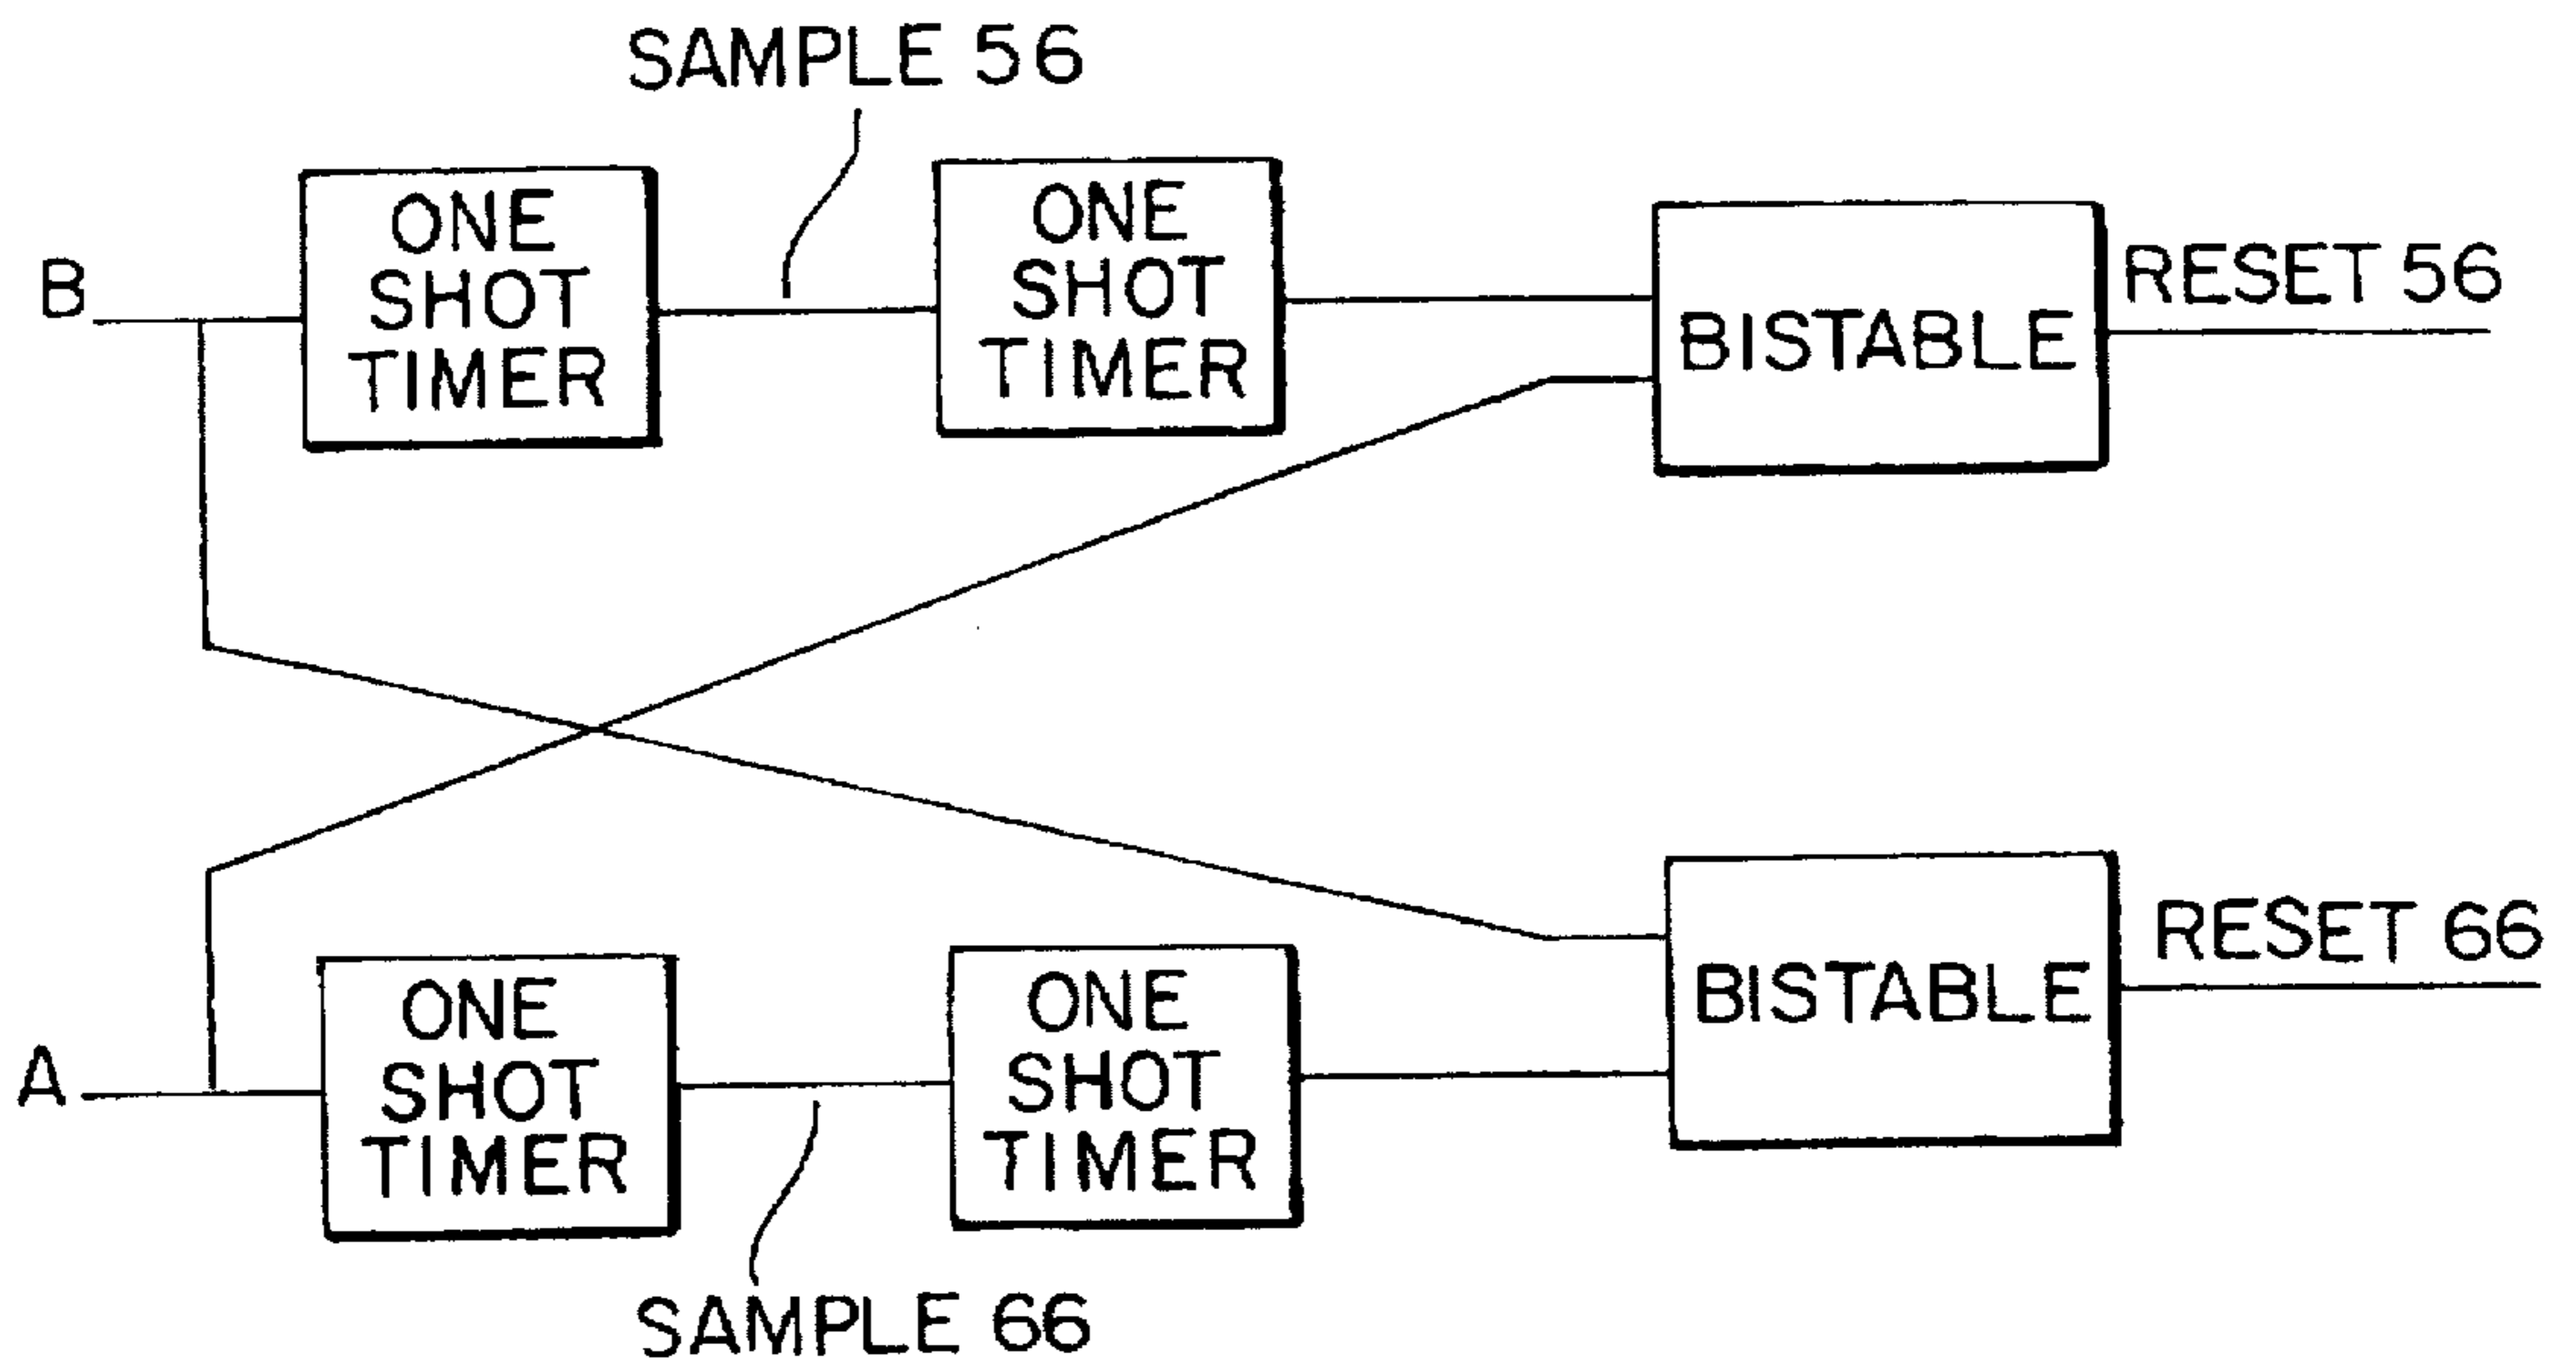 SAMPLE 56
B
ONE
SHOT
TIMER
ONE
SHOT
TIMER
BISTABLE
RESET 56
A
ONE
SHOT
TIMER
ONE
SHOT
TIMER
BISTABLE
RESET 66
SAMPLE 66